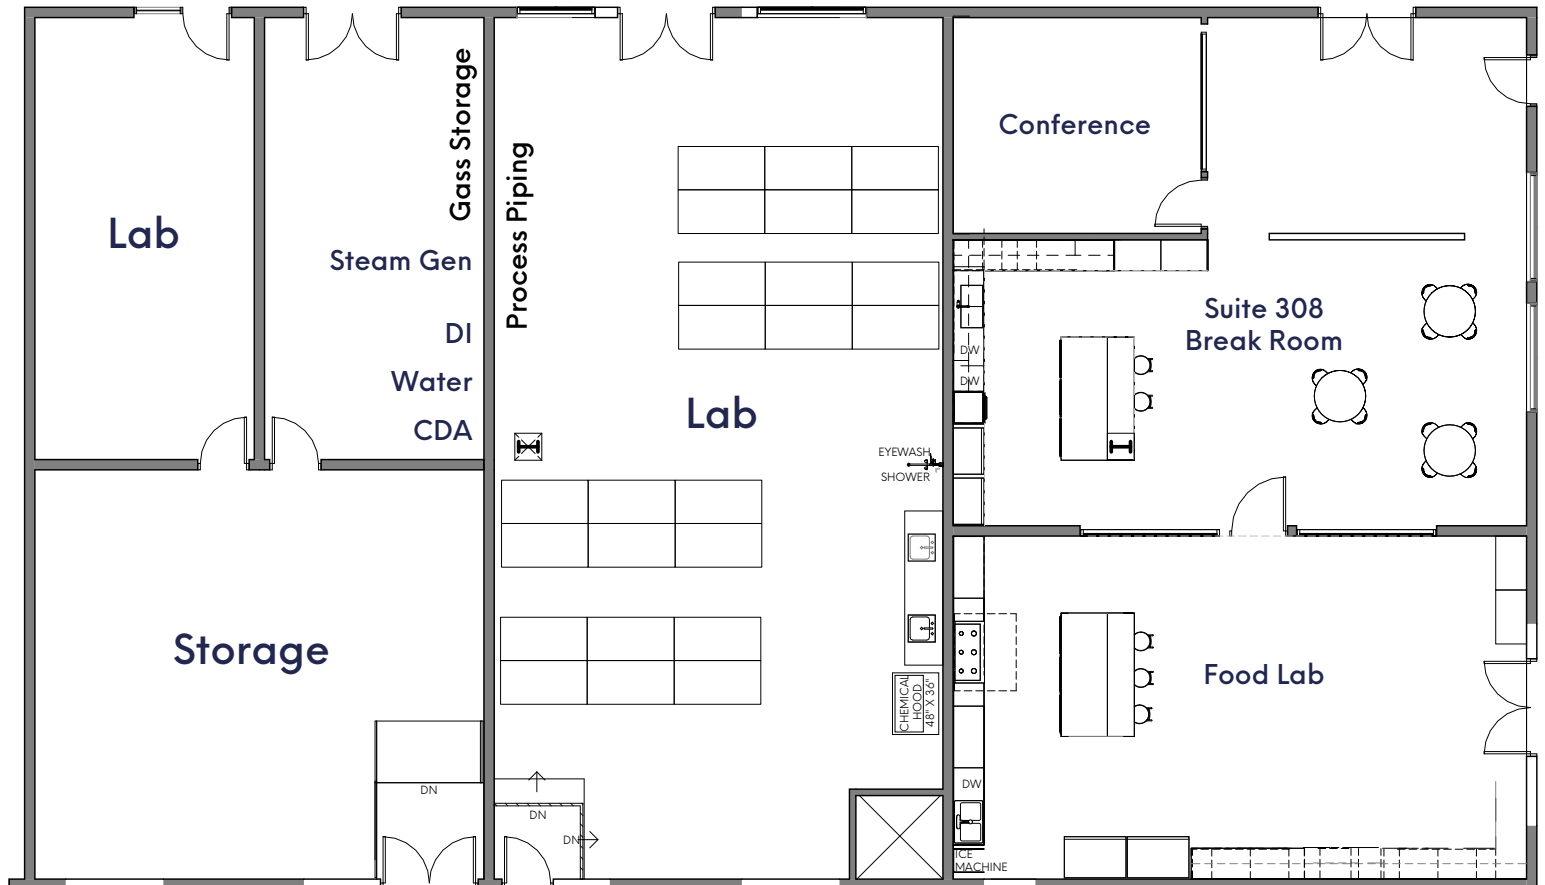 Lab
Gass Storage
Steam Gen
DI
Water
CDA
Process Piping
Lab
EYEWASH
SHOWER
CHEMICAL
HOOD
48" X 36"
Conference
Suite 308
Break Room
DW
DW
Food Lab
DW
ICE
MACHINE
Storage
DN
DN
DN